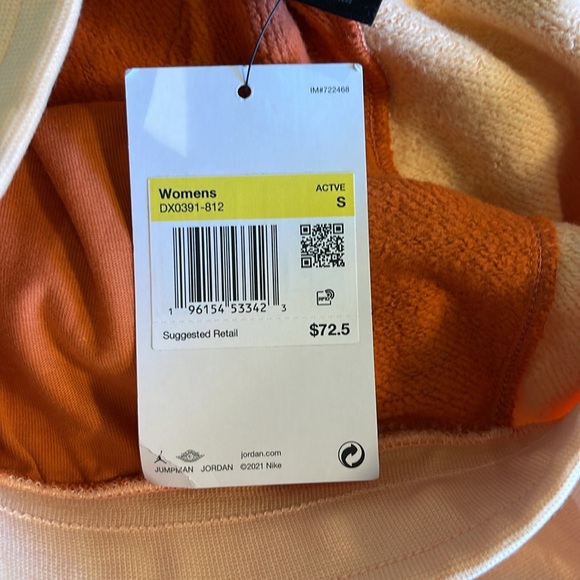 IM#722468
Womens
ACTVE
DX0391-812
S
1 96154 53342 3
Suggested Retail
$72.5
jordan.com
JUMPMAN JORDAN ©2021 Nike